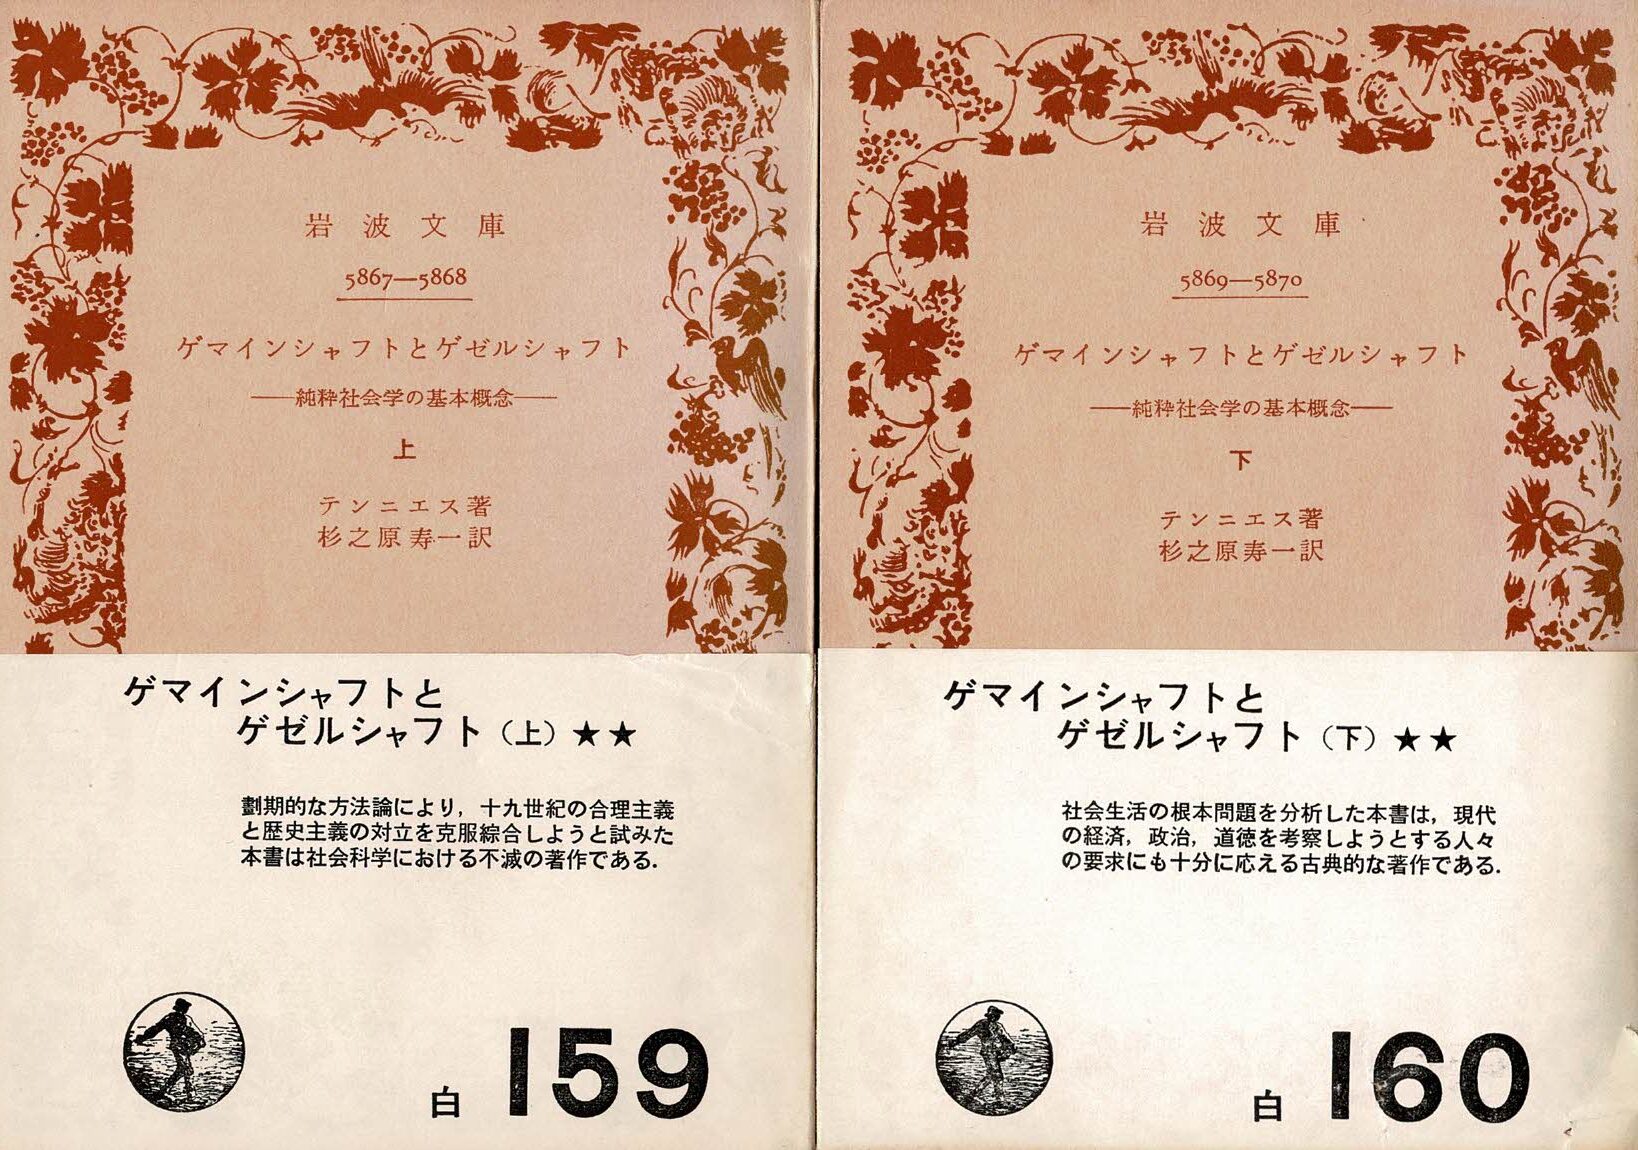 岩波文庫
5867—5868
ゲマインシャフトとゲゼルシャフト
——純粋社会学の基本概念——
上
テンニエス著
杉之原寿一訳
ゲマインシャフトと
ゲゼルシャフト（上）★★
劃期的な方法論により，十九世紀の合理主義
と歴史主義の対立を克服綜合しようと試みた
本書は社会科学における不滅の著作である．
白 159
岩波文庫
5869—5870
ゲマインシャフトとゲゼルシャフト
——純粋社会学の基本概念——
下
テンニエス著
杉之原寿一訳
ゲマインシャフトと
ゲゼルシャフト（下）★★
社会生活の根本問題を分析した本書は，現代
の経済，政治，道徳を考察しようとする人々
の要求にも十分に応える古典的な著作である．
白 160